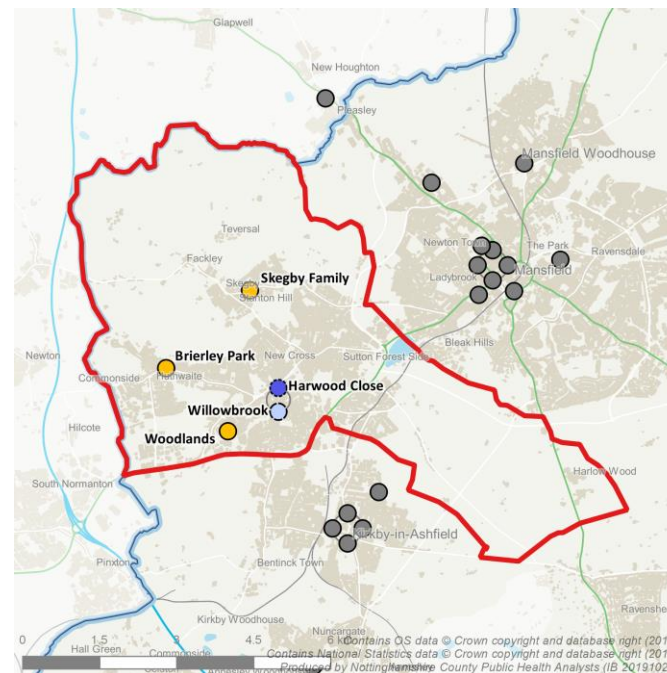 Glapwell
New Houghton
Pleasley
Mansfield Woodhouse
Teversal
Newton Town
The Park
Ravensdale
Fackley
Ladybrook
Mansfield
Skegby
Skegby Family
Stanton Hill
Bleak Hills
Brierley Park
New Cross
Sutton Forest Side
Newton
Commonside
Huthwaite
Harwood Close
Hilcote
Willowbrook
Woodlands
South Normanton
Harlow Wood
Kirkby-in-Ashfield
Pinxton
Bentinck Town
Kirkby Woodhouse
Nuncargate
Ravenshe
0 1.5 3 4.5 6 km
Hall Green
Contains OS data © Crown copyright and database right (201
Contains National Statistics data © Crown copyright and database right (201
Produced by Nottinghamshire County Public Health Analysts (IB 2019100